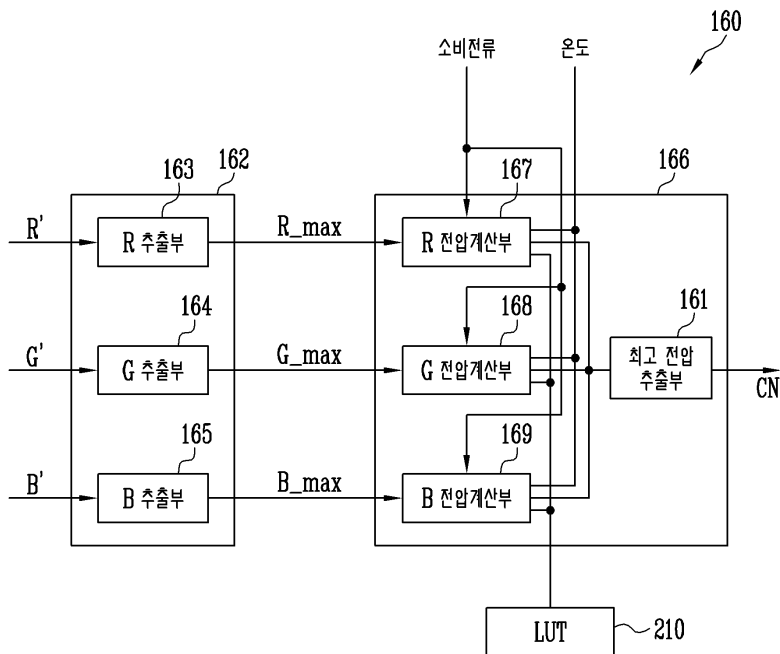 160
소비전류
온도
162
163
167
166
R'
R 추출부
R_max
R 전압계산부
164
168
161
G'
G 추출부
G_max
G 전압계산부
최고 전압
추출부
CN
165
169
B'
B 추출부
B_max
B 전압계산부
LUT
210